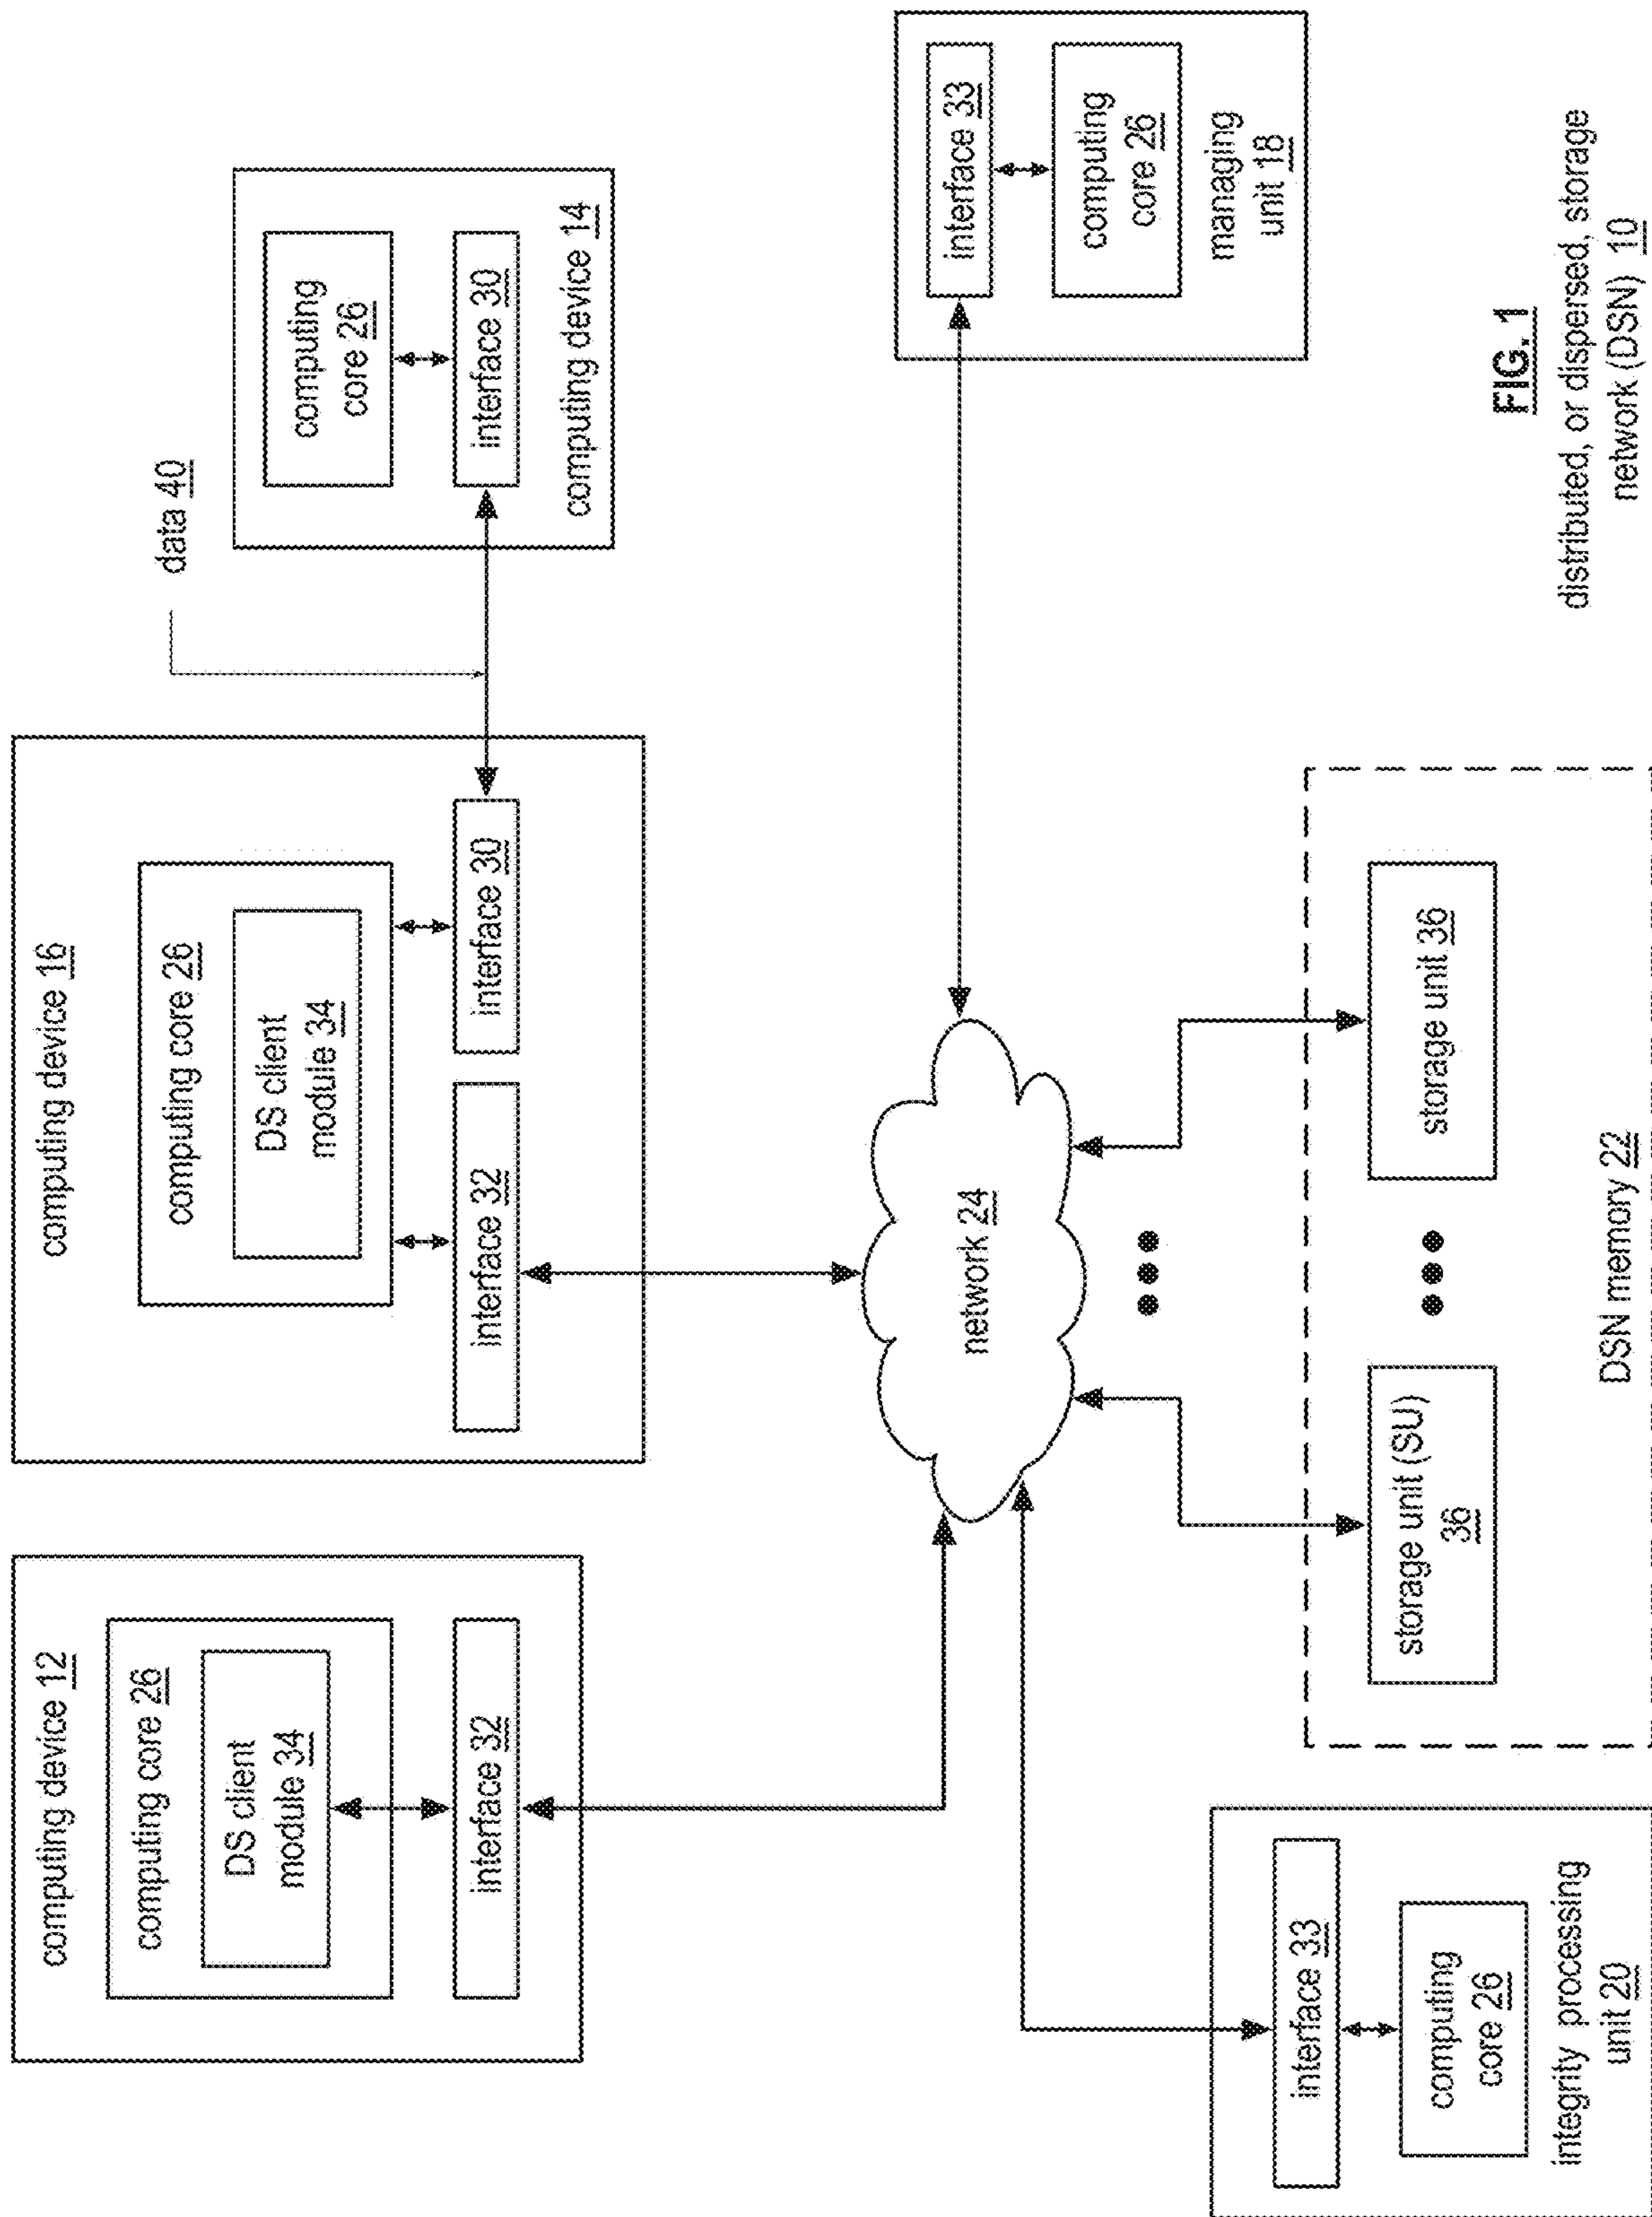 computing device 12
computing core 26
DS client
module 34
interface 32
computing device 16
computing core 26
DS client
module 34
interface 32
interface 30
data 40
computing
core 26
interface 30
computing device 14
network 24
interface 33
computing
core 26
managing
unit 18
interface 33
computing
core 26
integrity processing
unit 20
storage unit (SU)
36
storage unit 36
DSN memory 22
FIG. 1
distributed, or dispersed, storage
network (DSN) 10